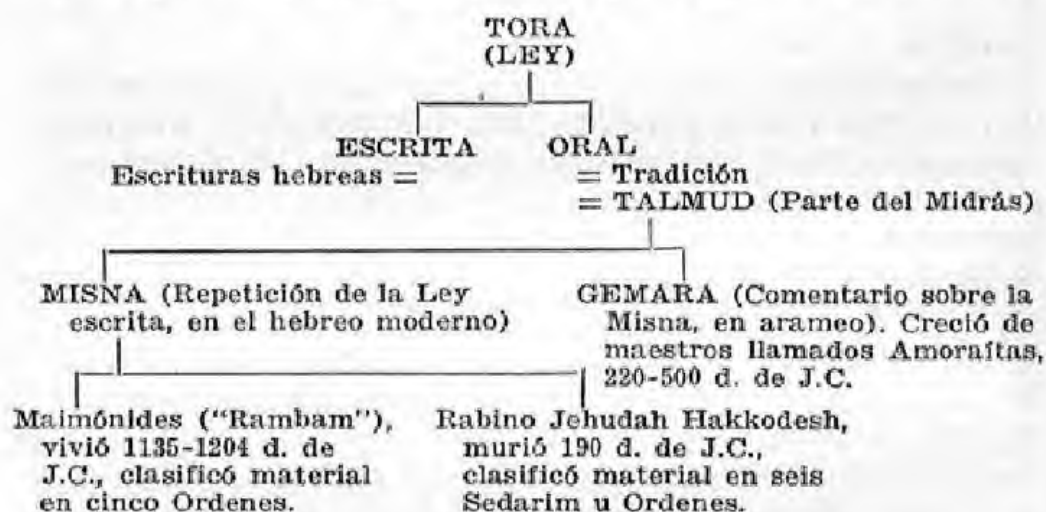 TORA
(LEY)
ESCRITA
Escrituras hebreas =
ORAL
= Tradición
= TALMUD (Parte del Midrás)
MISNA (Repetición de la Ley
escrita, en el hebreo moderno)
GEMARA (Comentario sobre la
Misna, en arameo). Creció de
maestros llamados Amoraítas,
220-500 d. de J.C.
Maimónides ("Rambam"),
vivió 1135-1204 d. de
J.C., clasificó material
en cinco Ordenes.
Rabino Jehudah Hakkodesh,
murió 190 d. de J.C.,
clasificó material en seis
Sedarim u Ordenes.